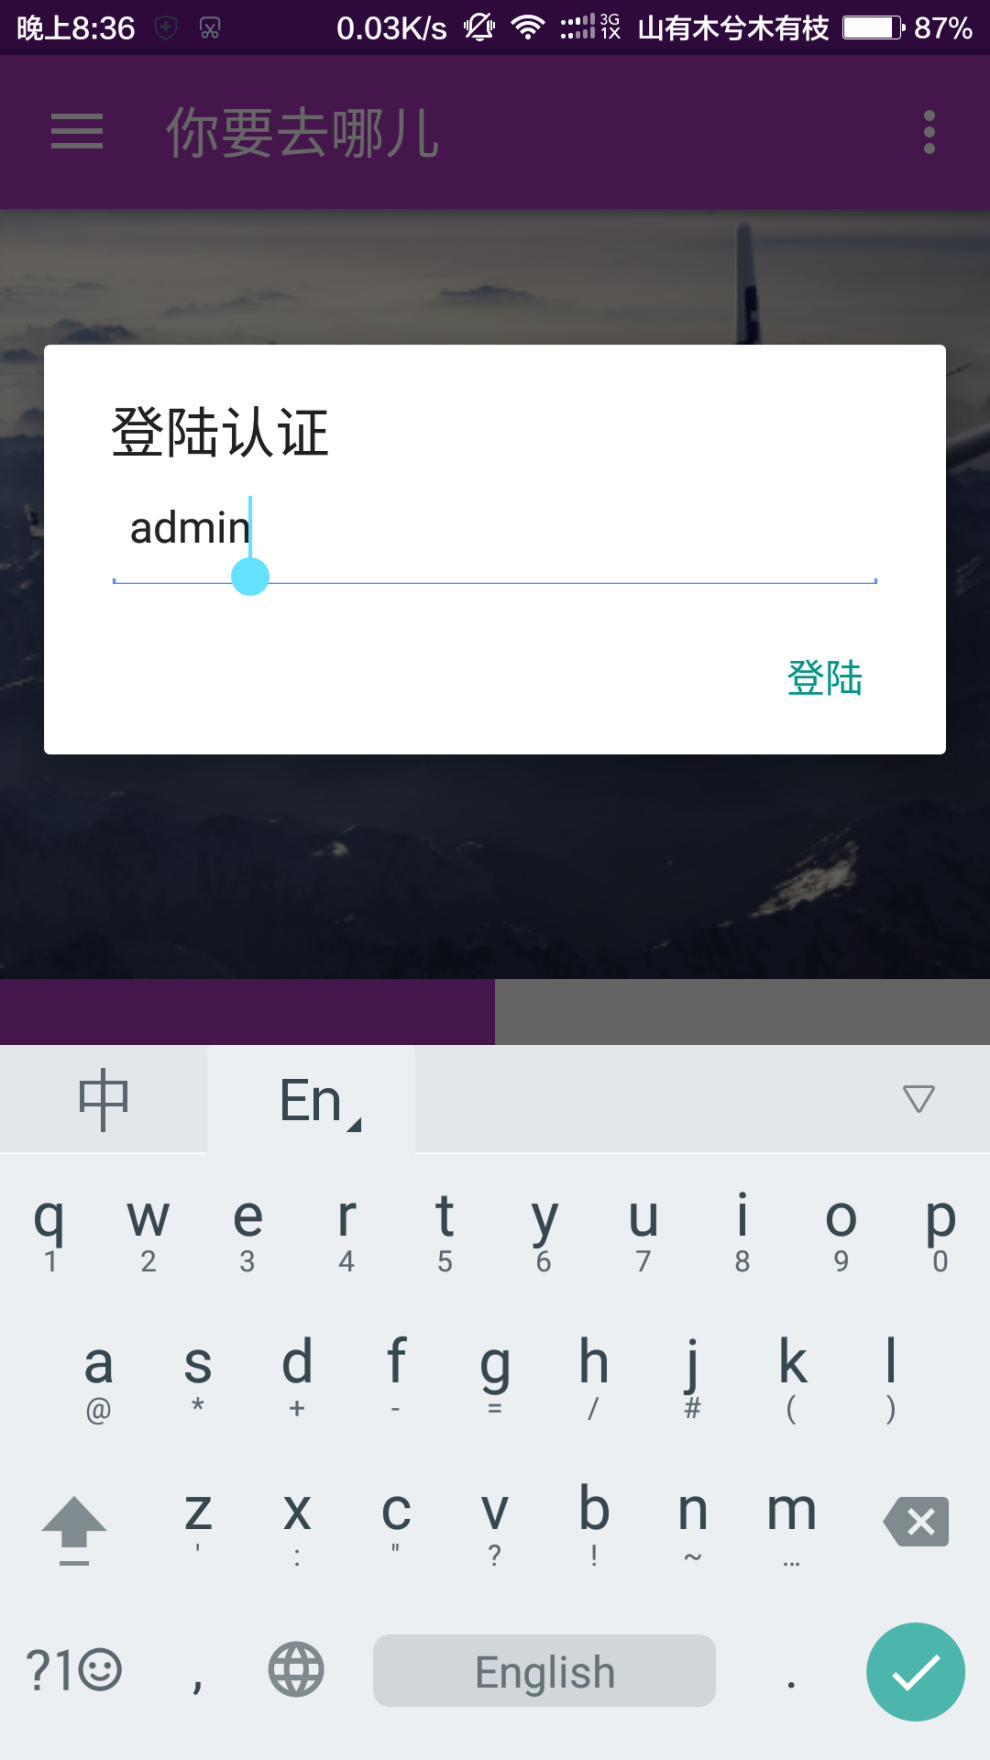 晚上8:36 0.03K/s 3G 1X 山有木兮木有枝 87%
你要去哪儿
登陆认证
admin
登陆
中 En
q w e r t y u i o p
1 2 3 4 5 6 7 8 9 0
a s d f g h j k l
@ * + - = / # ( )
z x c v b n m
' : " ? ! ~ …
?1 , English .